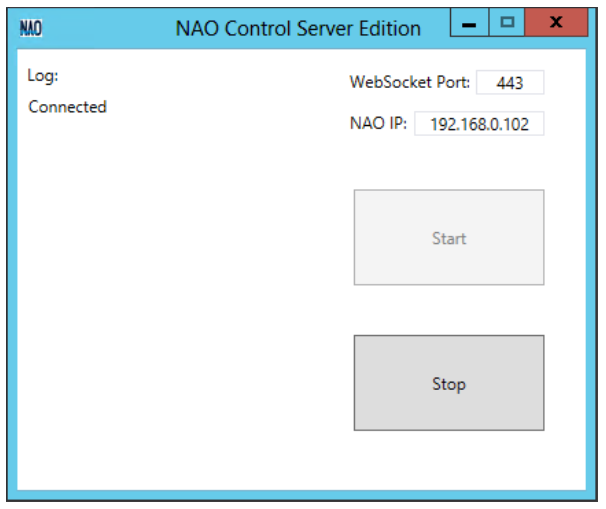 NAO NAO Control Server Edition
Log:
Connected
WebSocket Port: 443
NAO IP: 192.168.0.102
Start
Stop